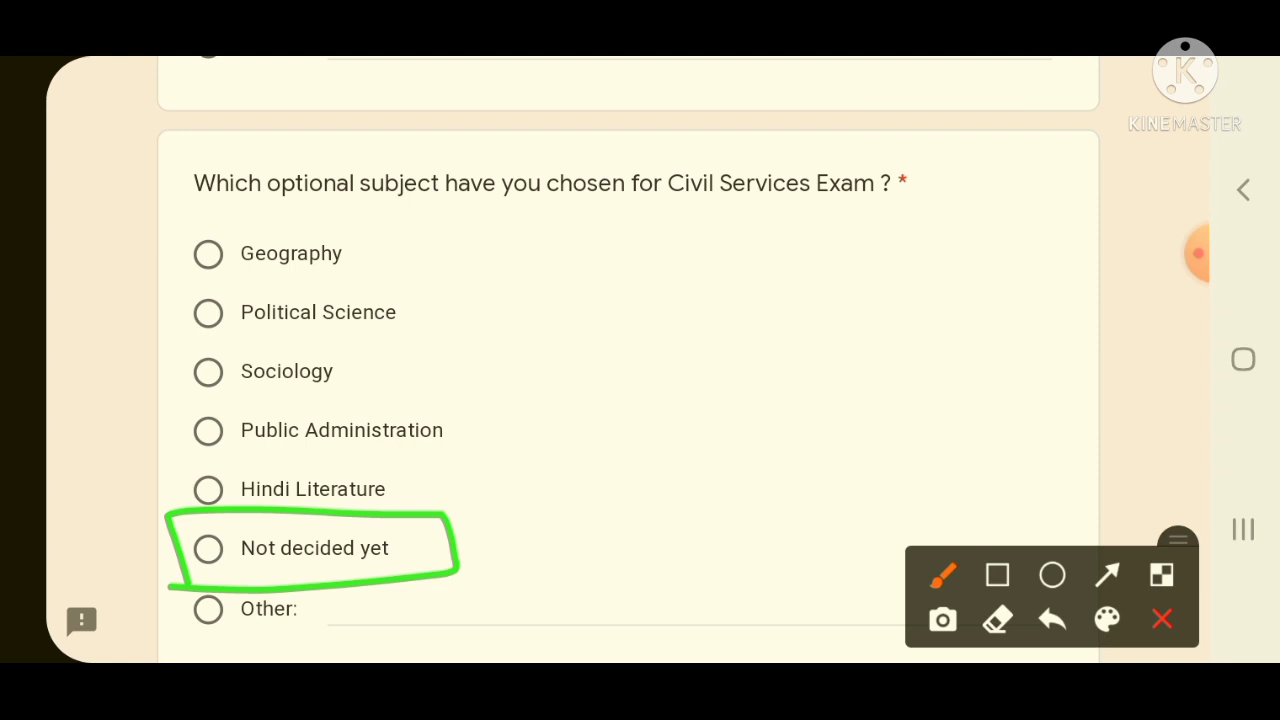 K
KINEMASTER
Which optional subject have you chosen for Civil Services Exam ? *
Geography
Political Science
Sociology
Public Administration
Hindi Literature
Not decided yet
Other: